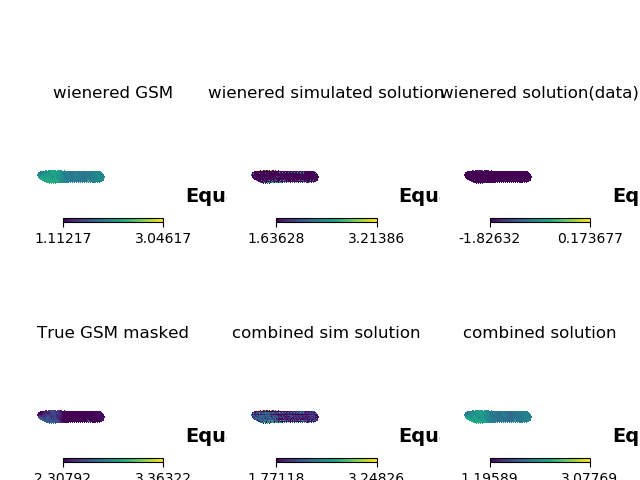 wienered GSM
wienered simulated solution
wienered solution(data)
Equ
Equ
Eq
1.11217 3.04617
1.63628 3.21386
-1.82632 0.173677
True GSM masked
combined sim solution
combined solution
Equ
Equ
Eq
2.30792 3.36322
1.77118 3.24826
1.19589 3.07769